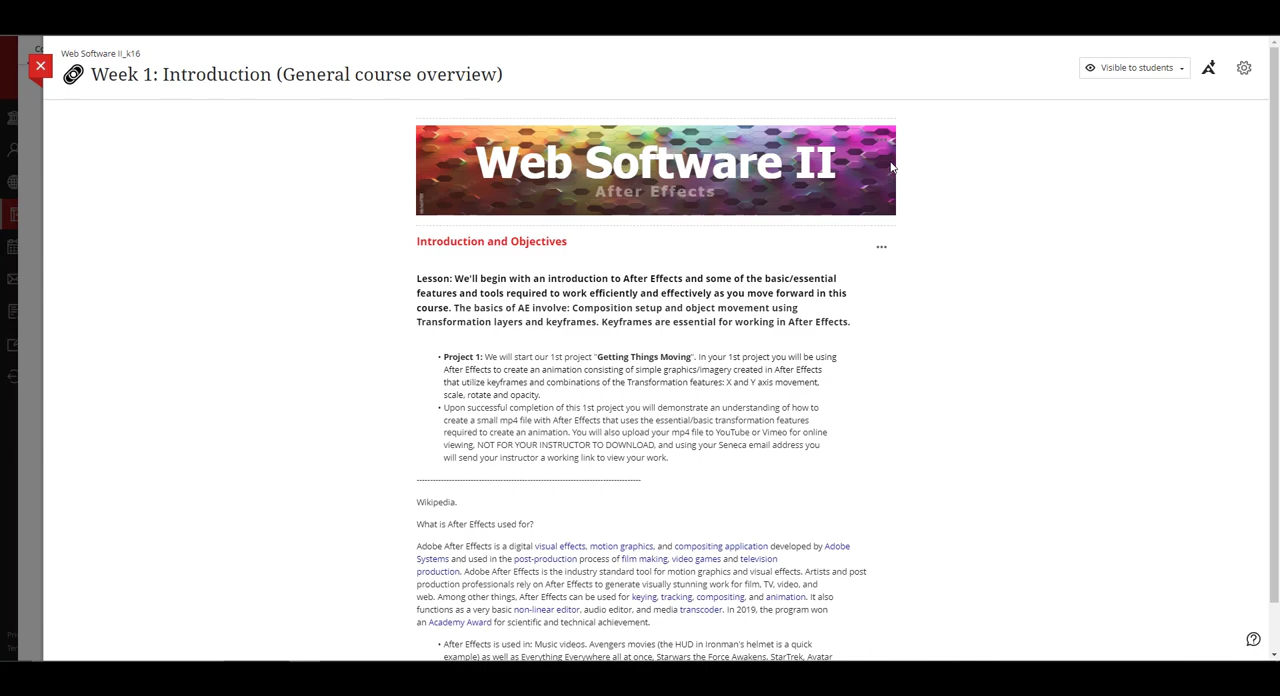 Web Software II_k16
Week 1: Introduction (General course overview)
Visible to students
Web Software II
After Effects
Introduction and Objectives
Lesson: We'll begin with an introduction to After Effects and some of the basic/essential
features and tools required to work efficiently and effectively as you move forward in this
course. The basics of AE involve: Composition setup and object movement using
Transformation layers and keyframes. Keyframes are essential for working in After Effects.
• Project 1: We will start our 1st project "Getting Things Moving". In your 1st project you will be using
After Effects to create an animation consisting of simple graphics/imagery created in After Effects
that utilize keyframes and combinations of the Transformation features: X and Y axis movement,
scale, rotate and opacity.
• Upon successful completion of this 1st project you will demonstrate an understanding of how to
create a small mp4 file with After Effects that uses the essential/basic transformation features
required to create an animation. You will also upload your mp4 file to YouTube or Vimeo for online
viewing, NOT FOR YOUR INSTRUCTOR TO DOWNLOAD, and using your Seneca email address you
will send your instructor a working link to view your work.
--------------------------------------------------------------------------------
Wikipedia.
What is After Effects used for?
Adobe After Effects is a digital visual effects, motion graphics, and compositing application developed by Adobe
Systems and used in the post-production process of film making, video games and television
production. Adobe After Effects is the industry standard tool for motion graphics and visual effects. Artists and post
production professionals rely on After Effects to generate visually stunning work for film, TV, video, and
web. Among other things, After Effects can be used for keying, tracking, compositing, and animation. It also
functions as a very basic non-linear editor, audio editor, and media transcoder. In 2019, the program won
an Academy Award for scientific and technical achievement.
• After Effects is used in: Music videos. Avengers movies (the HUD in Ironman's helmet is a quick
example) as well as Everything Everywhere all at once, Starwars the Force Awakens, StarTrek, Avatar